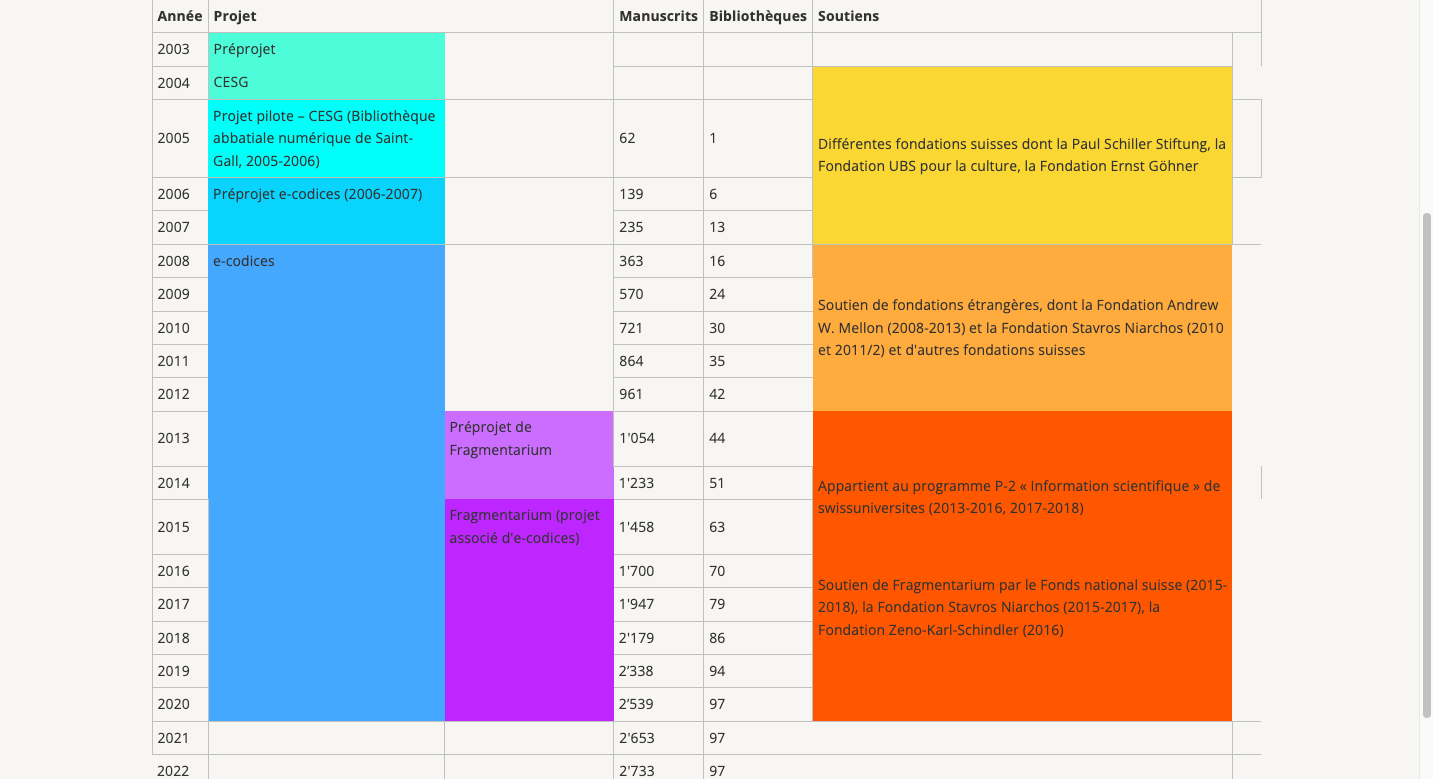 Année Projet Manuscrits Bibliothèques Soutiens
2003 Préprojet
2004 CESG
2005 Projet pilote – CESG (Bibliothèque
abbatiale numérique de Saint-
Gall, 2005-2006) 62 1
Différentes fondations suisses dont la Paul Schiller Stiftung, la
Fondation UBS pour la culture, la Fondation Ernst Göhner
2006 Préprojet e-codices (2006-2007) 139 6
2007 235 13
2008 e-codices 363 16
2009 570 24
Soutien de fondations étrangères, dont la Fondation Andrew
W. Mellon (2008-2013) et la Fondation Stavros Niarchos (2010
et 2011/2) et d'autres fondations suisses
2010 721 30
2011 864 35
2012 961 42
2013 Préprojet de
Fragmentarium 1'054 44
2014 1'233 51
Appartient au programme P-2 « Information scientifique » de
swissuniversites (2013-2016, 2017-2018)
2015 Fragmentarium (projet
associé d'e-codices) 1'458 63
2016 1'700 70
Soutien de Fragmentarium par le Fonds national suisse (2015-
2018), la Fondation Stavros Niarchos (2015-2017), la
Fondation Zeno-Karl-Schindler (2016)
2017 1'947 79
2018 2'179 86
2019 2’338 94
2020 2’539 97
2021 2'653 97
2022 2'733 97